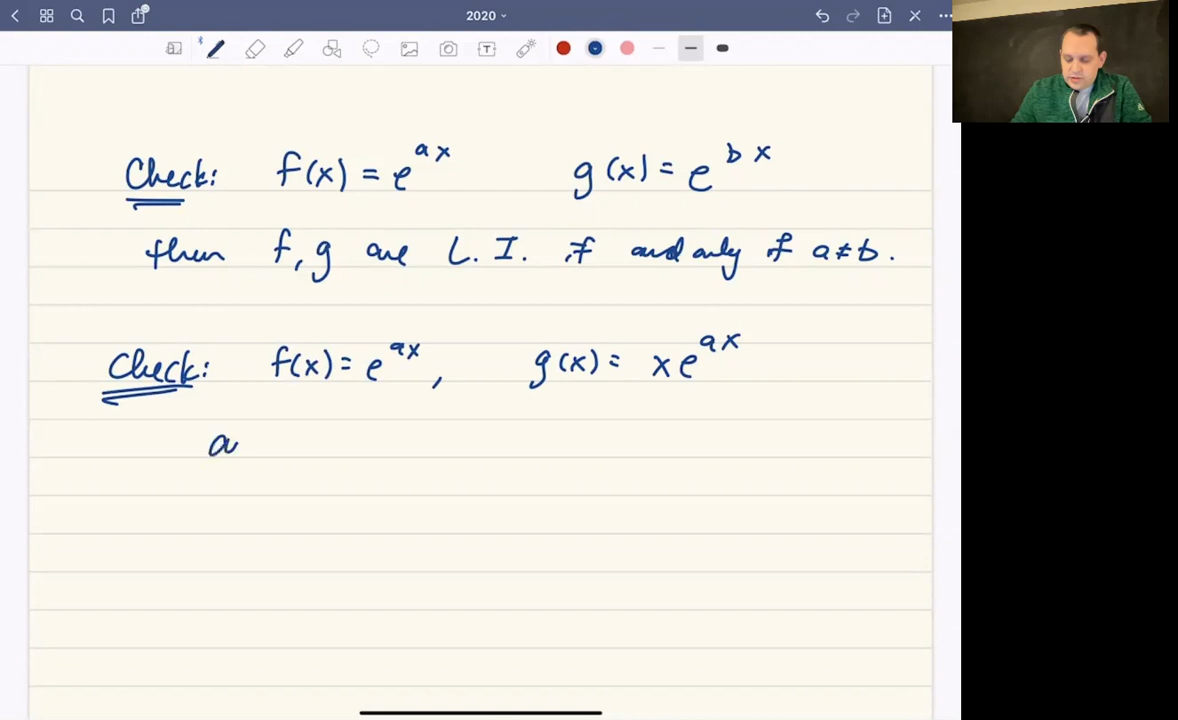 2020
Check: f(x) = e^{ax} g(x) = e^{bx}
then f, g are L. I. if and only if a ≠ b.
Check: f(x) = e^{ax}, g(x) = xe^{ax}
a